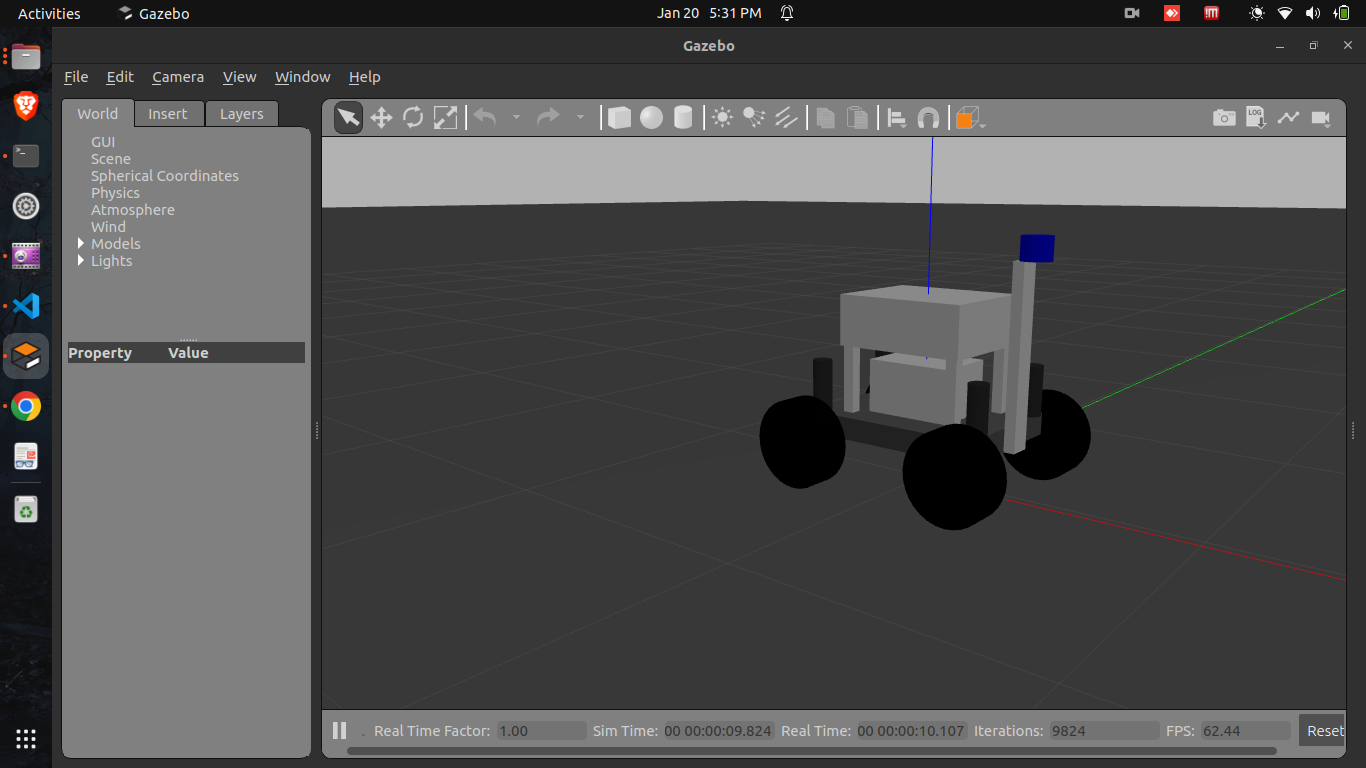 Activities Gazebo Jan 20 5:31 PM
Gazebo
File Edit Camera View Window Help
World Insert Layers
LOG
GUI
Scene
Spherical Coordinates
Physics
Atmosphere
Wind
Models
Lights
Property Value
Real Time Factor: 1.00 Sim Time: 00 00:00:09.824 Real Time: 00 00:00:10.107 Iterations: 9824 FPS: 62.44 Reset